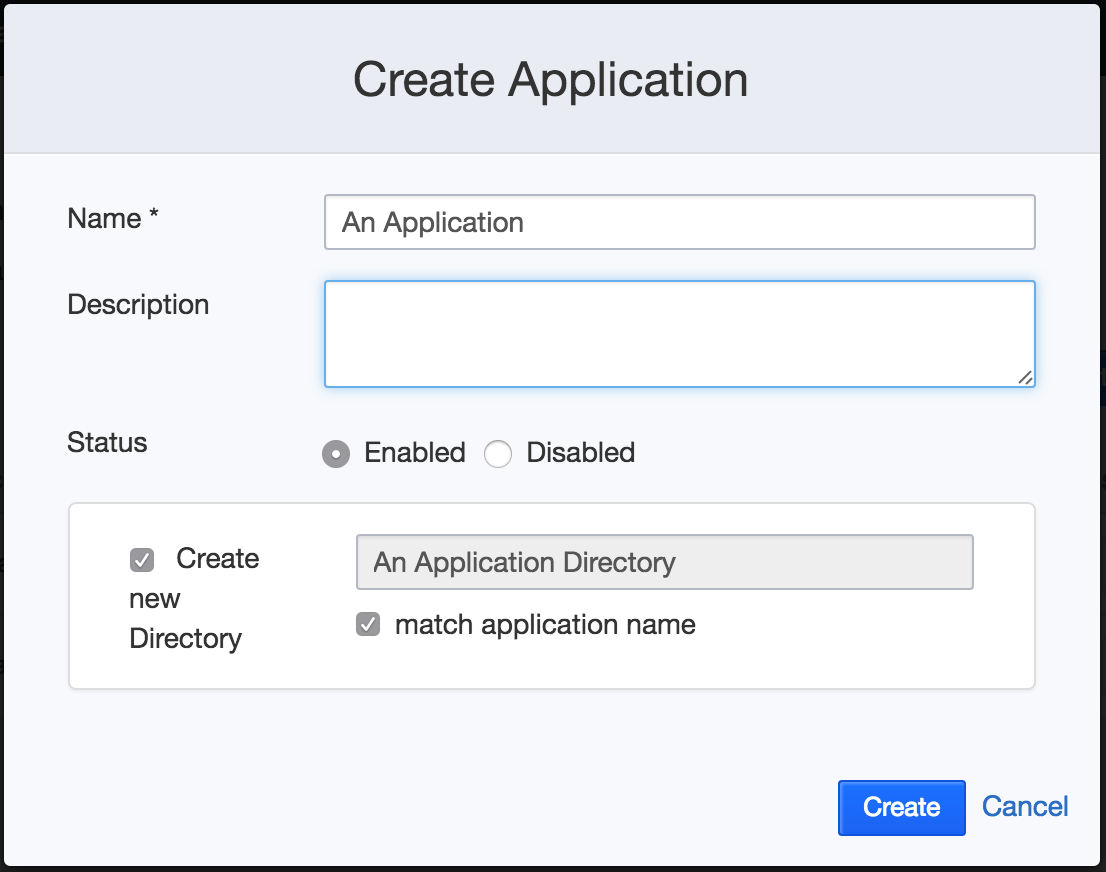 Create Application
Name *
An Application
Description
Status
Enabled
Disabled
Create
new
Directory
An Application Directory
match application name
Create
Cancel